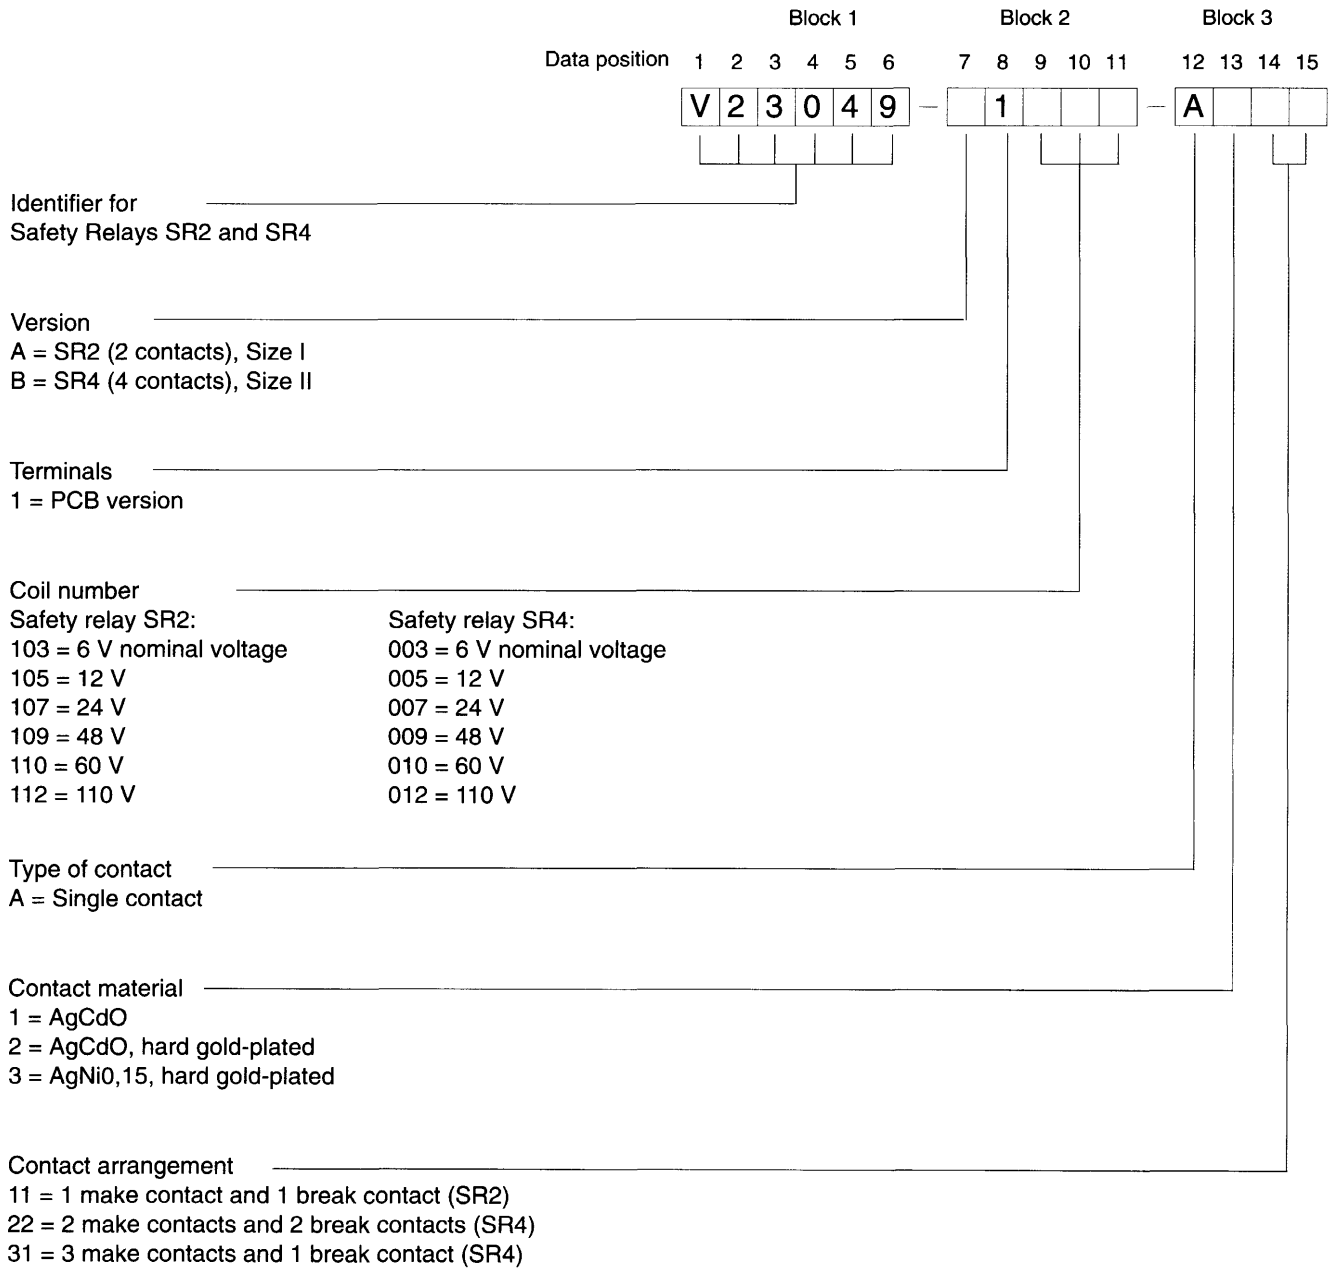 Block 1 Block 2 Block 3
Data position 1 2 3 4 5 6 7 8 9 10 11 12 13 14 15
V 2 3 0 4 9 – 1 – A
Identifier for
Safety Relays SR2 and SR4
Version
A = SR2 (2 contacts), Size I
B = SR4 (4 contacts), Size II
Terminals
1 = PCB version
Coil number
Safety relay SR2: Safety relay SR4:
103 = 6 V nominal voltage 003 = 6 V nominal voltage
105 = 12 V 005 = 12 V
107 = 24 V 007 = 24 V
109 = 48 V 009 = 48 V
110 = 60 V 010 = 60 V
112 = 110 V 012 = 110 V
Type of contact
A = Single contact
Contact material
1 = AgCdO
2 = AgCdO, hard gold-plated
3 = AgNi0,15, hard gold-plated
Contact arrangement
11 = 1 make contact and 1 break contact (SR2)
22 = 2 make contacts and 2 break contacts (SR4)
31 = 3 make contacts and 1 break contact (SR4)